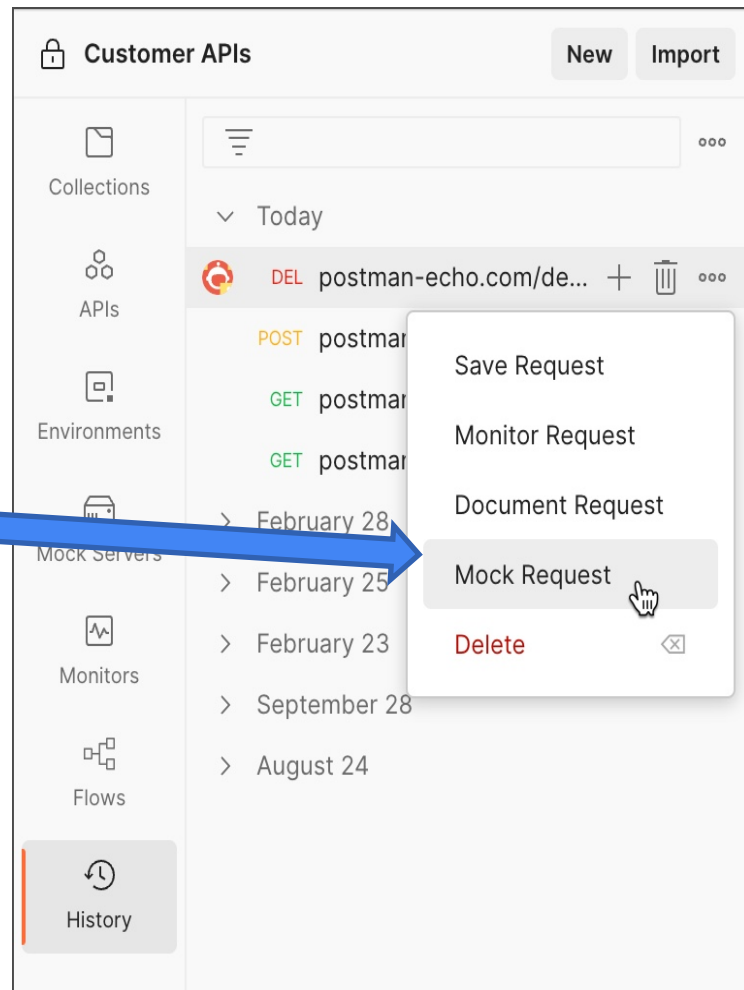 Customer APIs
New
Import
Collections
APIs
Environments
Mock Servers
Monitors
Flows
History
Today
DEL postman-echo.com/de...
POST postman
GET postman
GET postman
February 28
February 25
February 23
September 28
August 24
Save Request
Monitor Request
Document Request
Mock Request
Delete